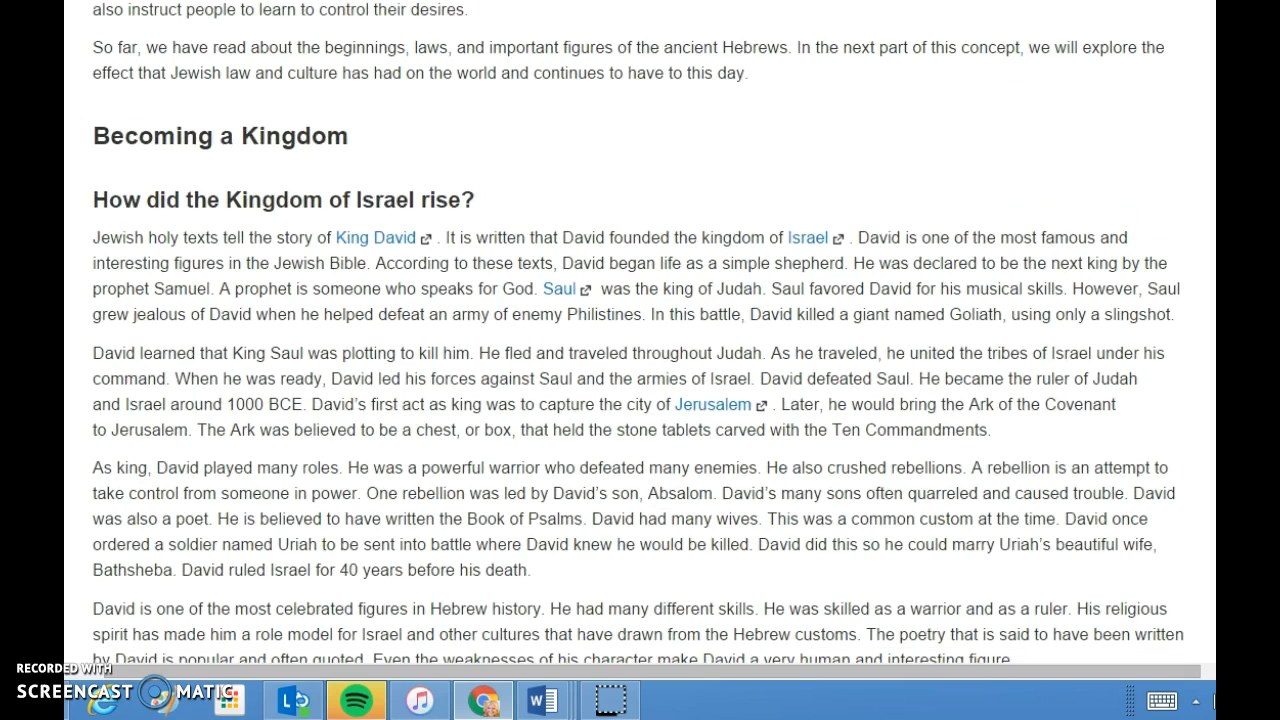 also instruct people to learn to control their desires.
So far, we have read about the beginnings, laws, and important figures of the ancient Hebrews. In the next part of this concept, we will explore the
effect that Jewish law and culture has had on the world and continues to have to this day.
Becoming a Kingdom
How did the Kingdom of Israel rise?
Jewish holy texts tell the story of King David . It is written that David founded the kingdom of Israel . David is one of the most famous and
interesting figures in the Jewish Bible. According to these texts, David began life as a simple shepherd. He was declared to be the next king by the
prophet Samuel. A prophet is someone who speaks for God. Saul was the king of Judah. Saul favored David for his musical skills. However, Saul
grew jealous of David when he helped defeat an army of enemy Philistines. In this battle, David killed a giant named Goliath, using only a slingshot.
David learned that King Saul was plotting to kill him. He fled and traveled throughout Judah. As he traveled, he united the tribes of Israel under his
command. When he was ready, David led his forces against Saul and the armies of Israel. David defeated Saul. He became the ruler of Judah
and Israel around 1000 BCE. David's first act as king was to capture the city of Jerusalem . Later, he would bring the Ark of the Covenant
to Jerusalem. The Ark was believed to be a chest, or box, that held the stone tablets carved with the Ten Commandments.
As king, David played many roles. He was a powerful warrior who defeated many enemies. He also crushed rebellions. A rebellion is an attempt to
take control from someone in power. One rebellion was led by David's son, Absalom. David's many sons often quarreled and caused trouble. David
was also a poet. He is believed to have written the Book of Psalms. David had many wives. This was a common custom at the time. David once
ordered a soldier named Uriah to be sent into battle where David knew he would be killed. David did this so he could marry Uriah's beautiful wife,
Bathsheba. David ruled Israel for 40 years before his death.
David is one of the most celebrated figures in Hebrew history. He had many different skills. He was skilled as a warrior and as a ruler. His religious
spirit has made him a role model for Israel and other cultures that have drawn from the Hebrew customs. The poetry that is said to have been written
by David is popular and often quoted. Even the weaknesses of his character make David a very human and interesting figure.
RECORDED WITH
SCREENCAST MATIC